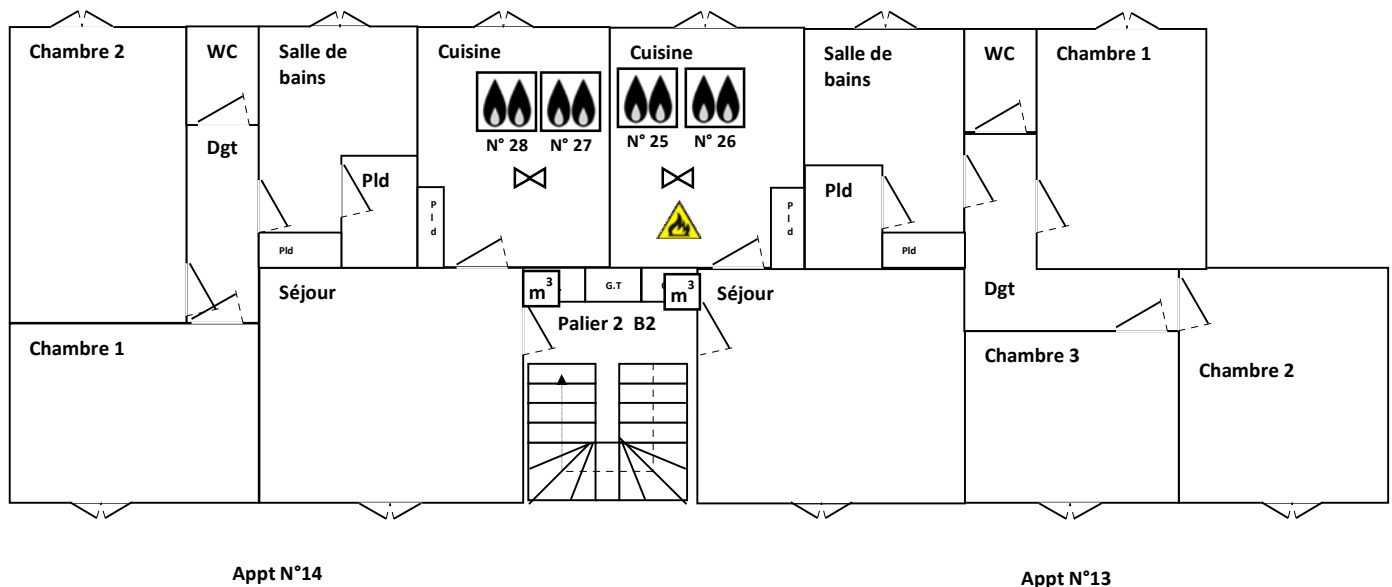 Chambre 2
WC
Salle de
bains
Cuisine
Cuisine
Salle de
bains
WC
Chambre 1
N° 28
N° 27
N° 25
N° 26
Dgt
Pld
Pld
P
l
d
P
l
d
Pld
Pld
m³
G.T
m³
Séjour
Séjour
Dgt
Palier 2 B2
Chambre 1
Chambre 3
Chambre 2
Appt N°14
Appt N°13